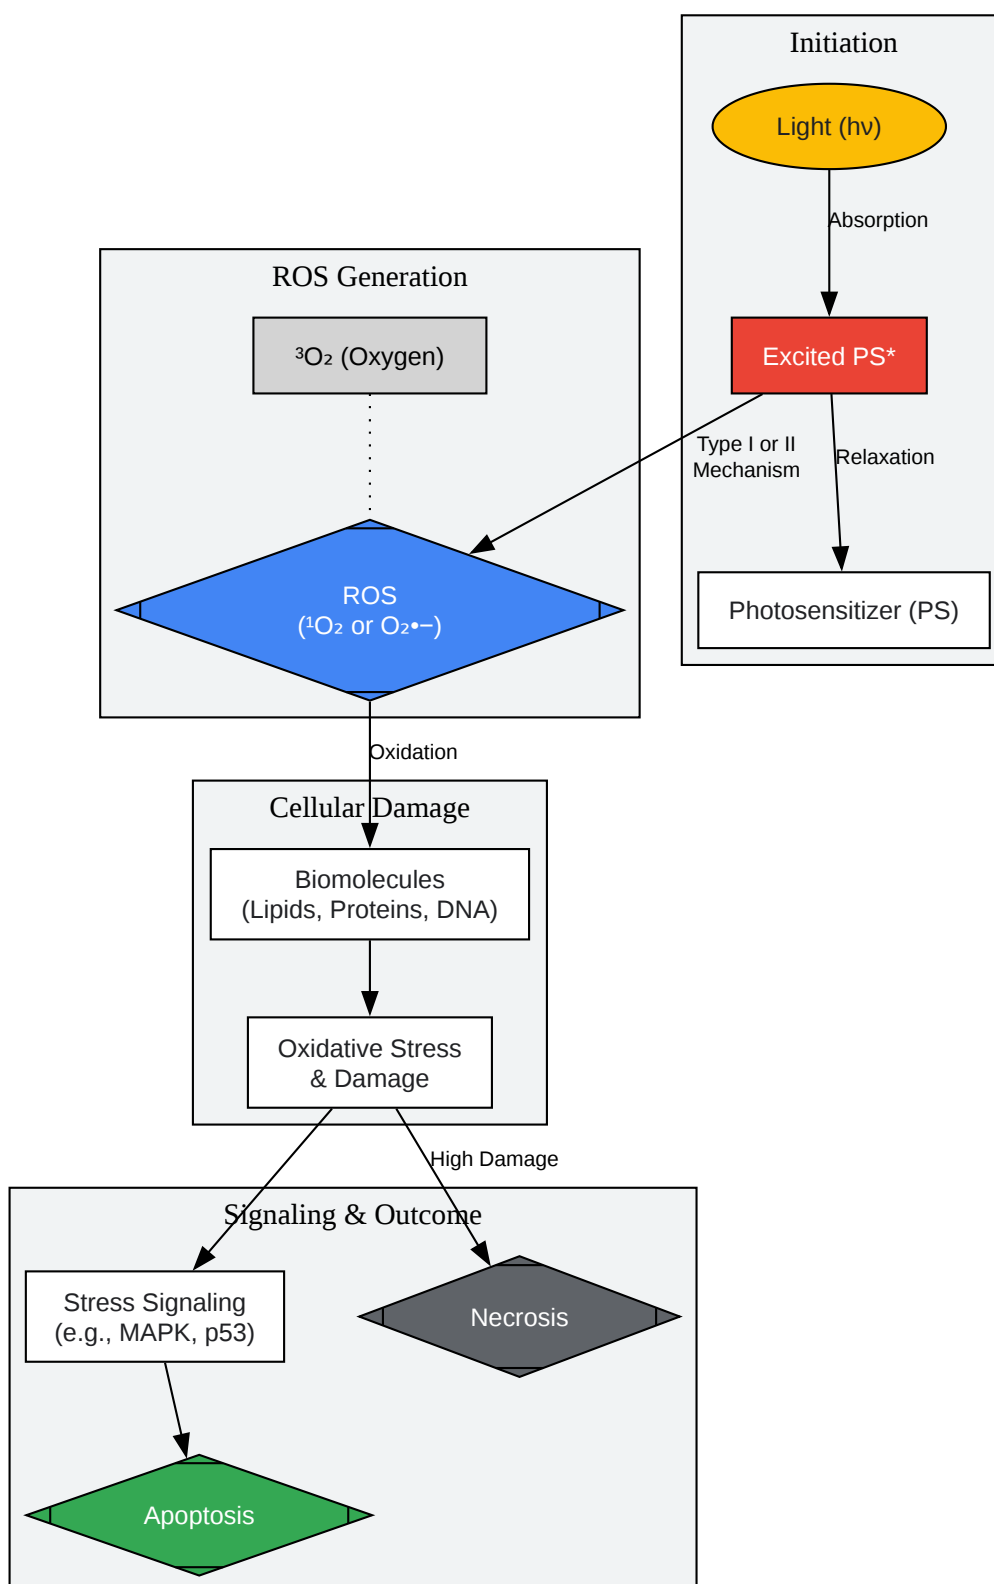 Initiation
Light (hν)
Absorption
ROS Generation
³O₂ (Oxygen)
Excited PS*
Type I or II
Mechanism
Relaxation
ROS
(¹O₂ or O₂•−)
Photosensitizer (PS)
Oxidation
Cellular Damage
Biomolecules
(Lipids, Proteins, DNA)
Oxidative Stress
& Damage
High Damage
Signaling & Outcome
Stress Signaling
(e.g., MAPK, p53)
Necrosis
Apoptosis